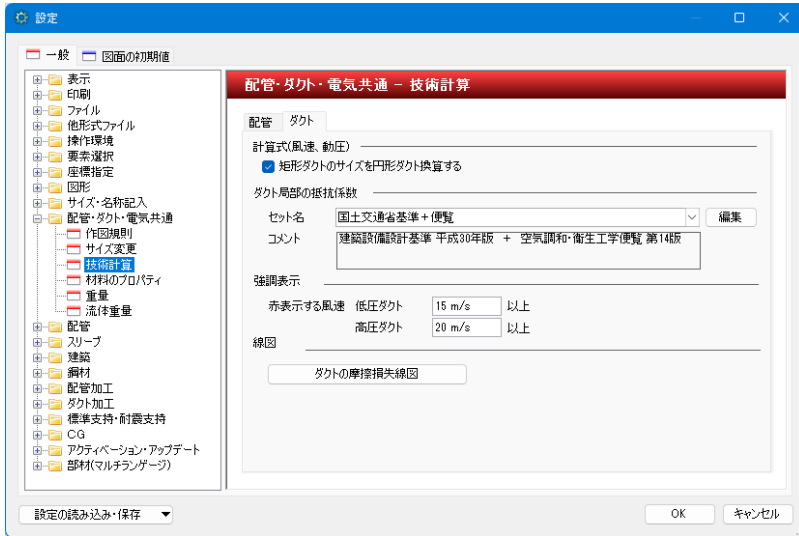 設定
一般 図面の初期値
表示
印刷
ファイル
他形式ファイル
操作環境
要素選択
座標指定
図形
サイズ・名称記入
配管・ダクト・電気共通
作図規則
サイズ変更
技術計算
材料のプロパティ
重量
流体重量
配管
スリーブ
建築
鋼材
配管加工
ダクト加工
標準支持・耐震支持
CG
アクティベーション・アップデート
部材(マルチランゲージ)
配管・ダクト・電気共通 - 技術計算
配管 ダクト
計算式(風速、動圧)
矩形ダクトのサイズを円形ダクト換算する
ダクト局部の抵抗係数
セット名 国土交通省基準+便覧 編集
コメント 建築設備設計基準 平成30年版 + 空気調和・衛生工学便覧 第14版
強調表示
赤表示する風速 低圧ダクト 15 m/s 以上
高圧ダクト 20 m/s 以上
線図
ダクトの摩擦損失線図
設定の読み込み・保存 OK キャンセル